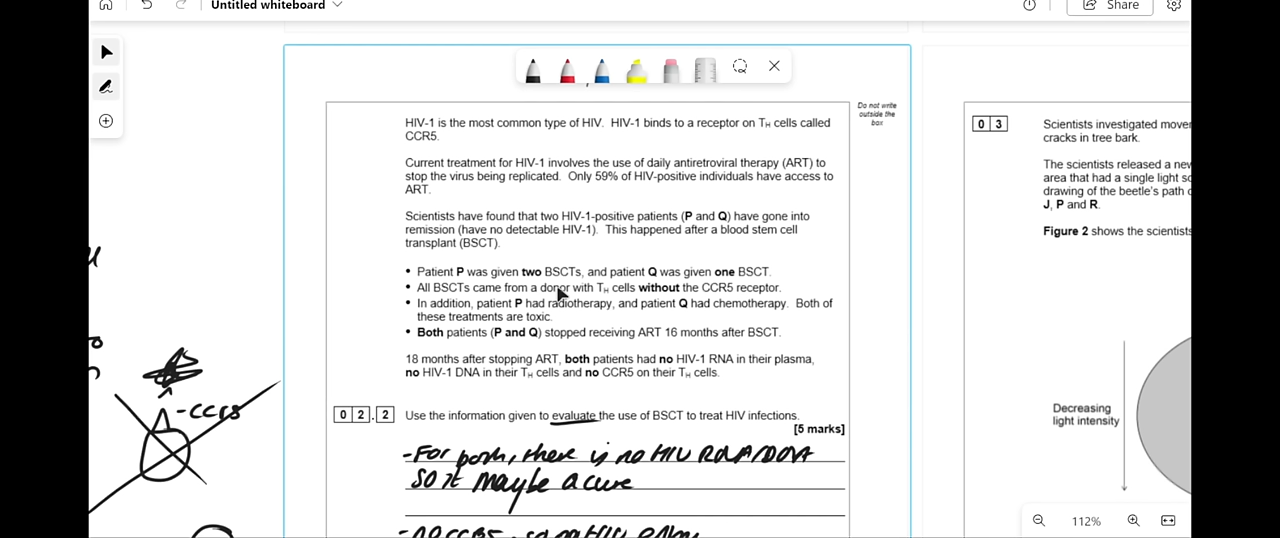 Untitled whiteboard
Share
Do not write
outside the
box
HIV-1 is the most common type of HIV. HIV-1 binds to a receptor on TH cells called
CCR5.
Current treatment for HIV-1 involves the use of daily antiretroviral therapy (ART) to
stop the virus being replicated. Only 59% of HIV-positive individuals have access to
ART.
Scientists have found that two HIV-1-positive patients (P and Q) have gone into
remission (have no detectable HIV-1). This happened after a blood stem cell
transplant (BSCT).
• Patient P was given two BSCTs, and patient Q was given one BSCT.
• All BSCTs came from a donor with TH cells without the CCR5 receptor.
• In addition, patient P had radiotherapy, and patient Q had chemotherapy. Both of
these treatments are toxic.
• Both patients (P and Q) stopped receiving ART 16 months after BSCT.
18 months after stopping ART, both patients had no HIV-1 RNA in their plasma,
no HIV-1 DNA in their TH cells and no CCR5 on their TH cells.
0 2 . 2 Use the information given to evaluate the use of BSCT to treat HIV infections.
[5 marks]
- For both, there is no HIV RNA/DNA
so it maybe a cure
- CCR5
0 3 Scientists investigated mover
cracks in tree bark.
The scientists released a new
area that had a single light so
drawing of the beetle's path o
J, P and R.
Figure 2 shows the scientists
Decreasing
light intensity
112%